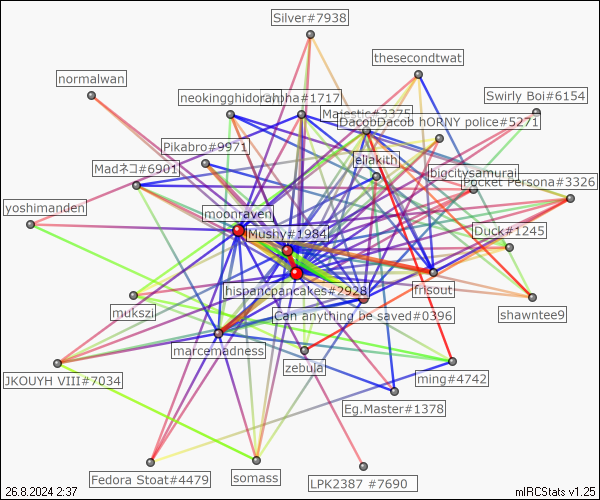 Silver#7938
thesecondtwat
normalwan
neokingghidorah
Alpha#1717
Swirly Boi#6154
Majestic#3375
DacobDacob hORNY police#5271
Pikabro#9971
ellakith
Madネコ#6901
bigcitysamurai
Pocket Persona#3326
yoshimanden
moonraven
Mushy#1984
Duck#1245
hispancpancakes#2928
frisout
mukszi
Can anything be saved#0396
shawntee9
marcemadness
zebula
JKOUYH VIII#7034
ming#4742
Eg.Master#1378
Fedora Stoat#4479
somass
LPK2387 #7690
26.8.2024 2:37
mIRCStats v1.25